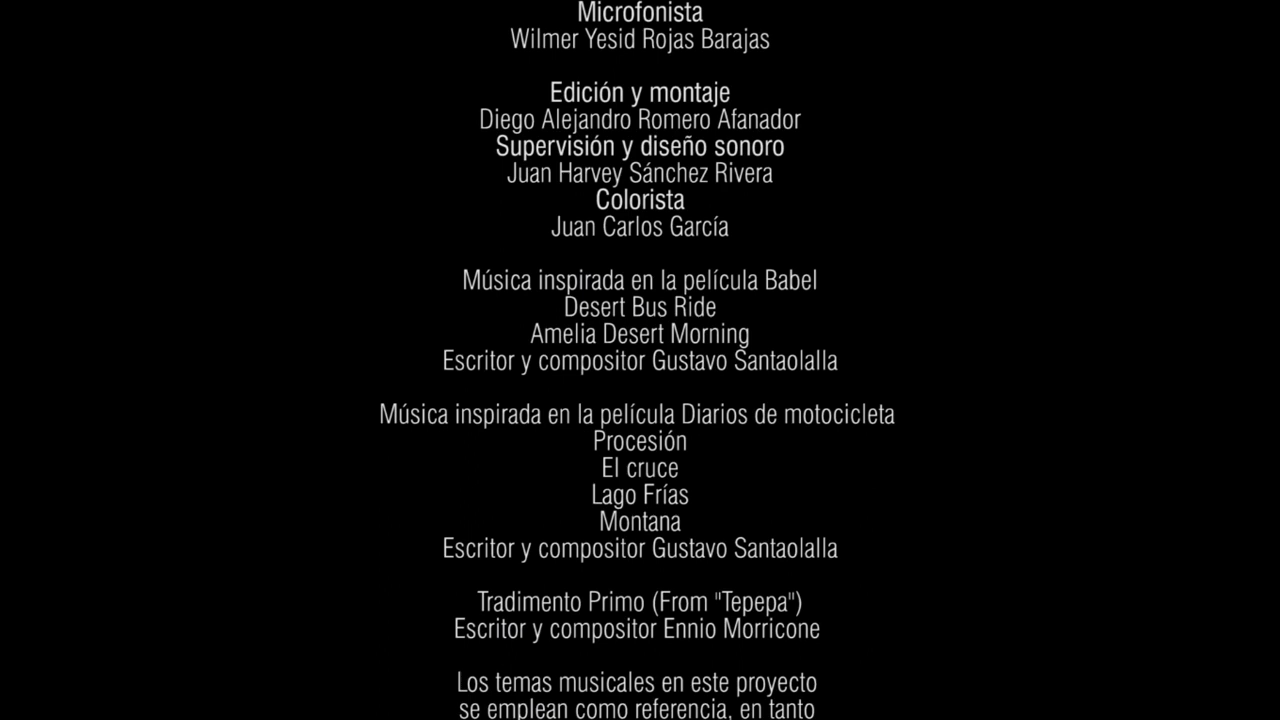 Microfonista
Wilmer Yesid Rojas Barajas
Edición y montaje
Diego Alejandro Romero Afanador
Supervisión y diseño sonoro
Juan Harvey Sánchez Rivera
Colorista
Juan Carlos García
Música inspirada en la película Babel
Desert Bus Ride
Amelia Desert Morning
Escritor y compositor Gustavo Santaolalla
Música inspirada en la película Diarios de motocicleta
Procesión
El cruce
Lago Frías
Montana
Escritor y compositor Gustavo Santaolalla
Tradimento Primo (From "Tepepa")
Escritor y compositor Ennio Morricone
Los temas musicales en este proyecto
se emplean como referencia, en tanto